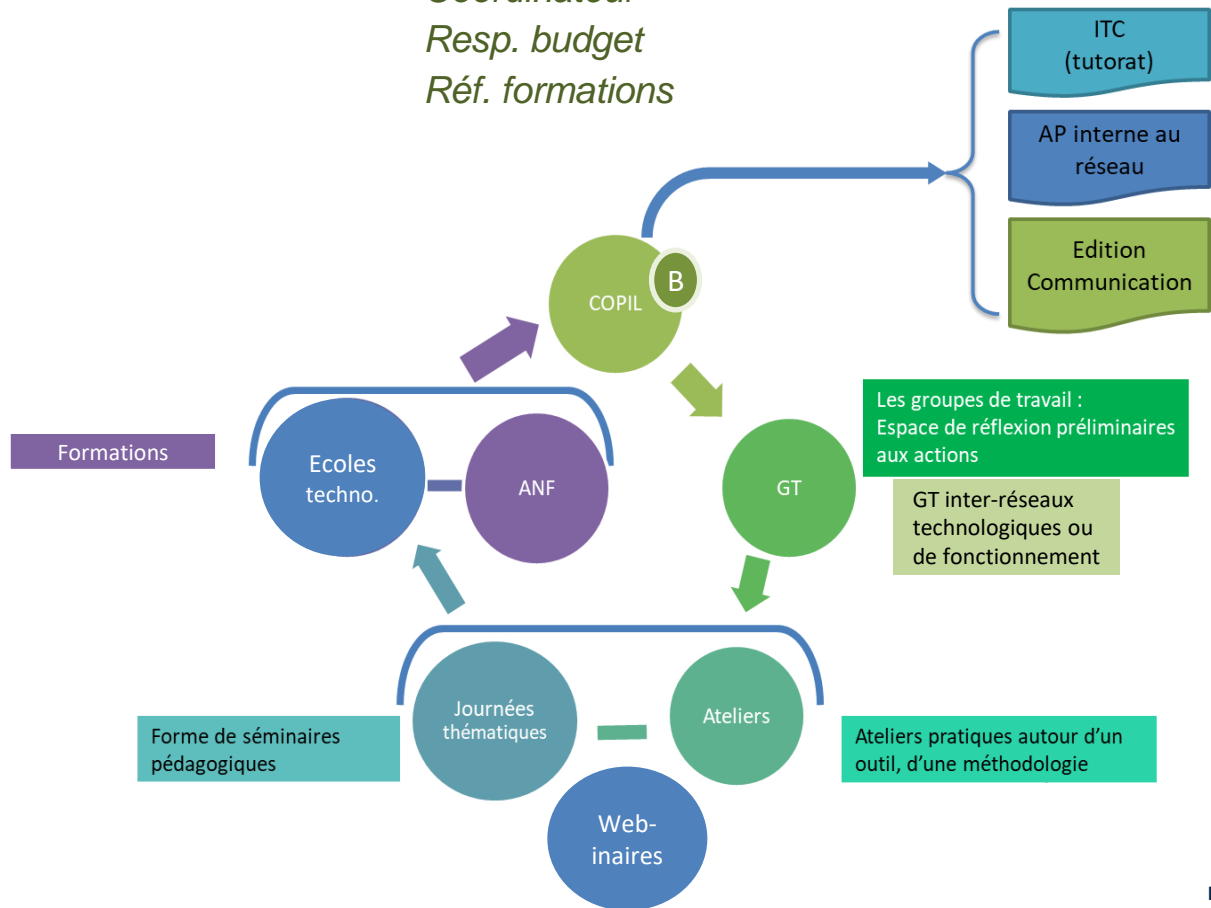 Coordinateur
Resp. budget
Réf. formations
ITC
(tutorat)
AP interne au
réseau
Edition
Communication
B
COPIL
Formations
Ecoles
techno.
ANF
GT
Les groupes de travail :
Espace de réflexion préliminaires
aux actions
GT inter-réseaux
technologiques ou
de fonctionnement
Journées
thématiques
Ateliers
Forme de séminaires
pédagogiques
Ateliers pratiques autour d’un
outil, d’une méthodologie
Web-
inaires